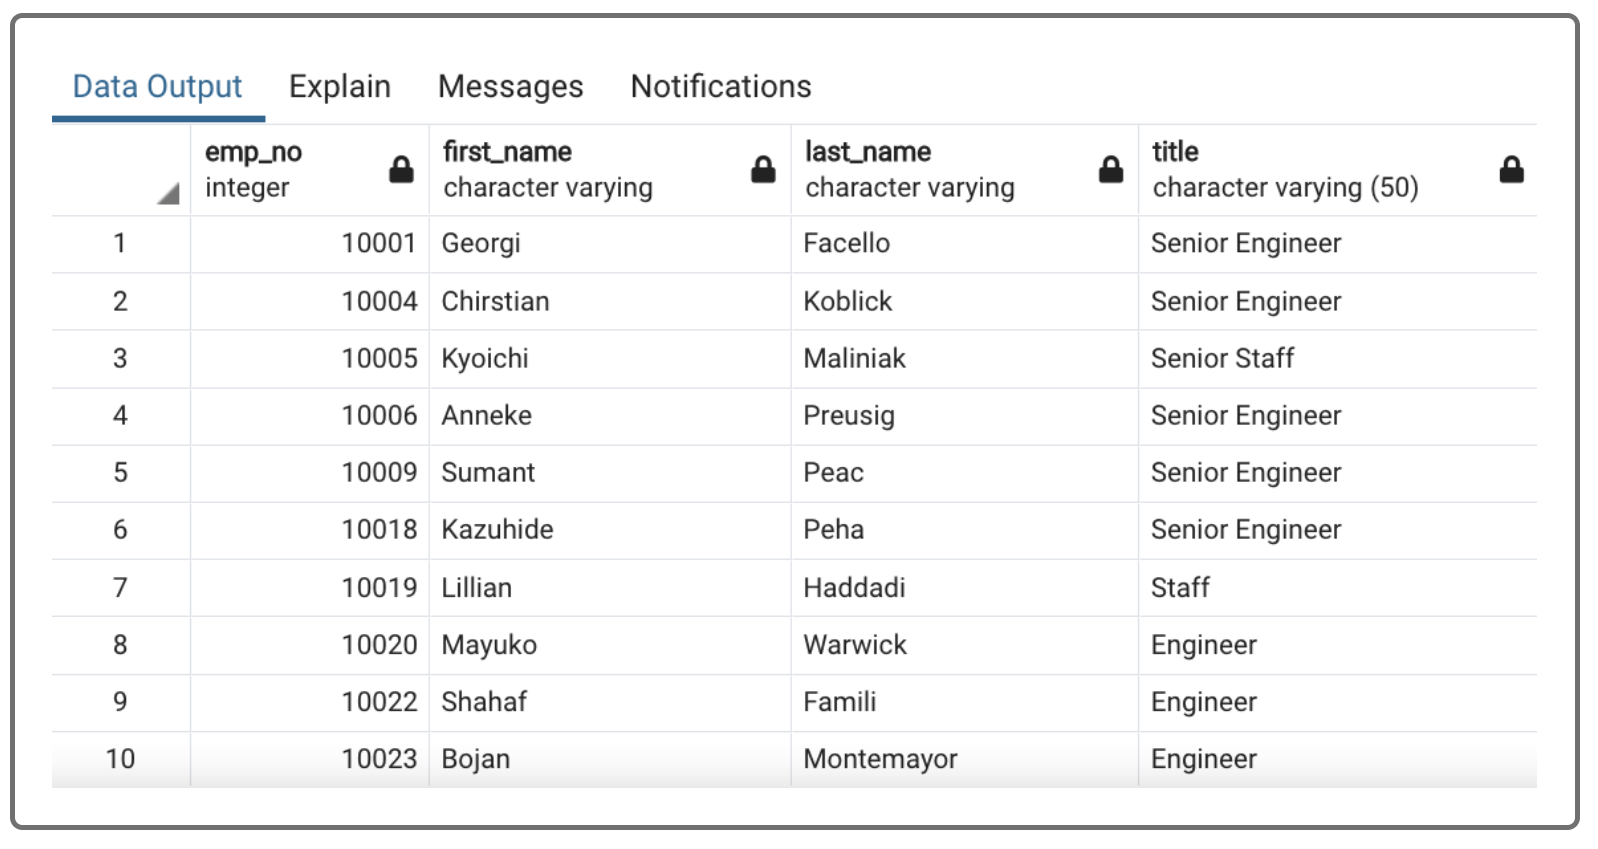 Data Output Explain Messages Notifications
emp_no first_name last_name title
integer character varying character varying character varying (50)
1 10001 Georgi Facello Senior Engineer
2 10004 Chirstian Koblick Senior Engineer
3 10005 Kyoichi Maliniak Senior Staff
4 10006 Anneke Preusig Senior Engineer
5 10009 Sumant Peac Senior Engineer
6 10018 Kazuhide Peha Senior Engineer
7 10019 Lillian Haddadi Staff
8 10020 Mayuko Warwick Engineer
9 10022 Shahaf Famili Engineer
10 10023 Bojan Montemayor Engineer